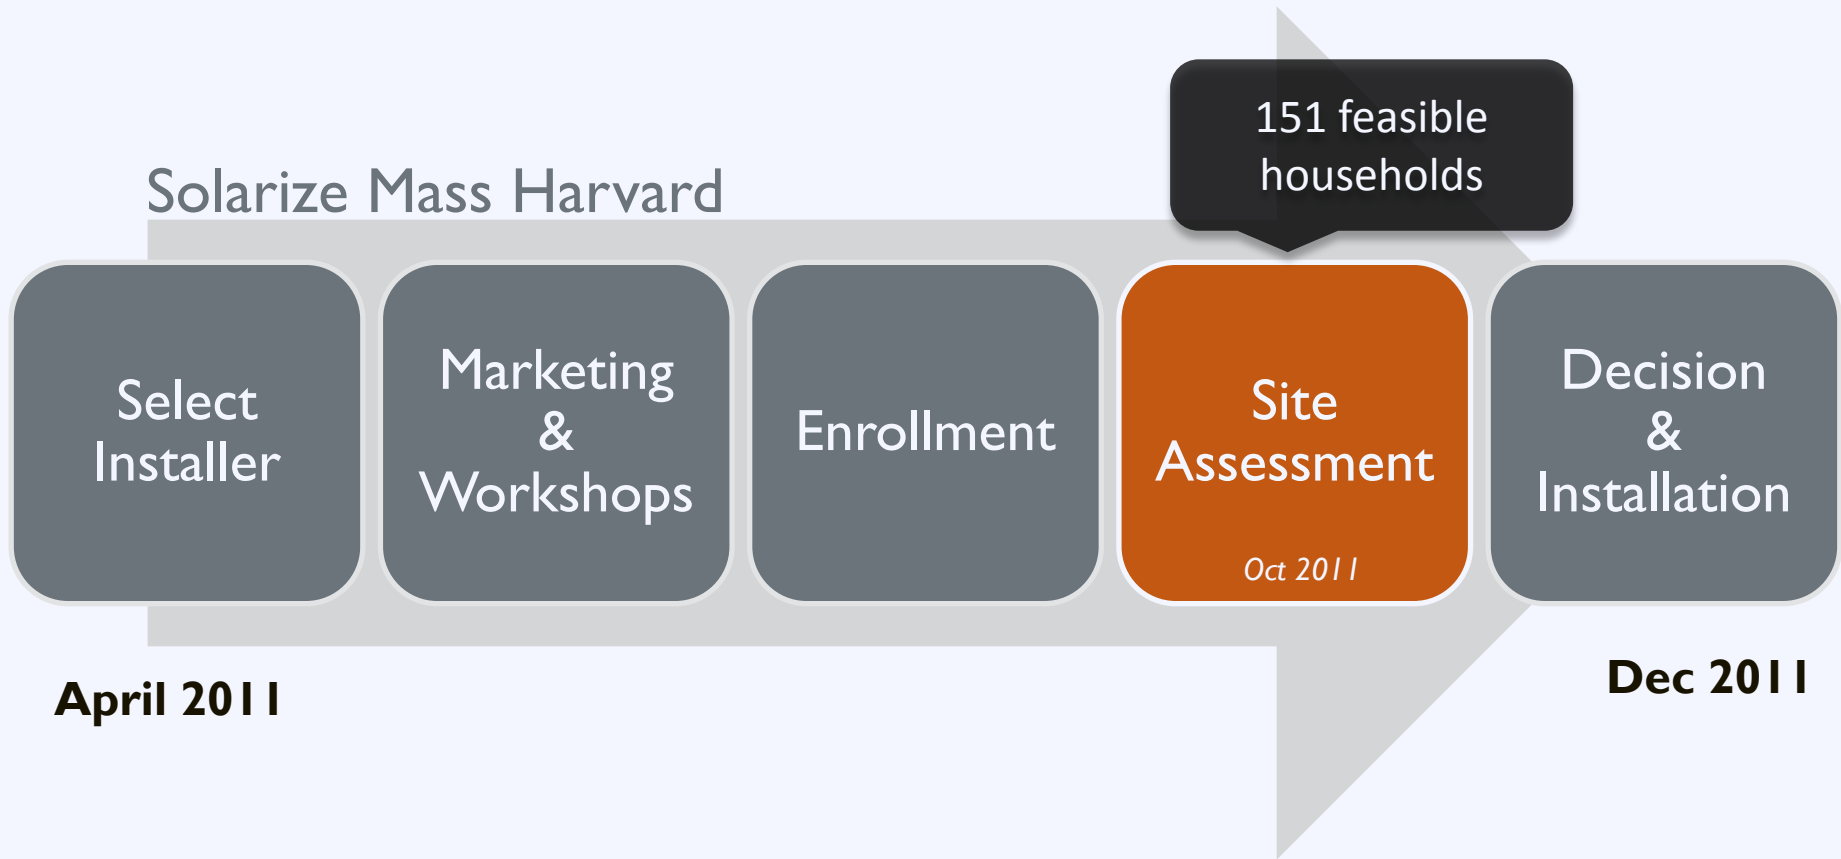 151 feasible
households
Solarize Mass Harvard
Select
Installer
Marketing
&
Workshops
Enrollment
Site
Assessment
Oct 2011
Decision
&
Installation
April 2011
Dec 2011